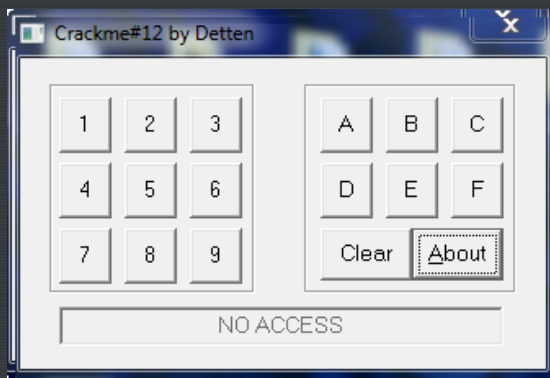 Crackme#12 by Detten
X
1 2 3 A B C
4 5 6 D E F
7 8 9 Clear About
NO ACCESS